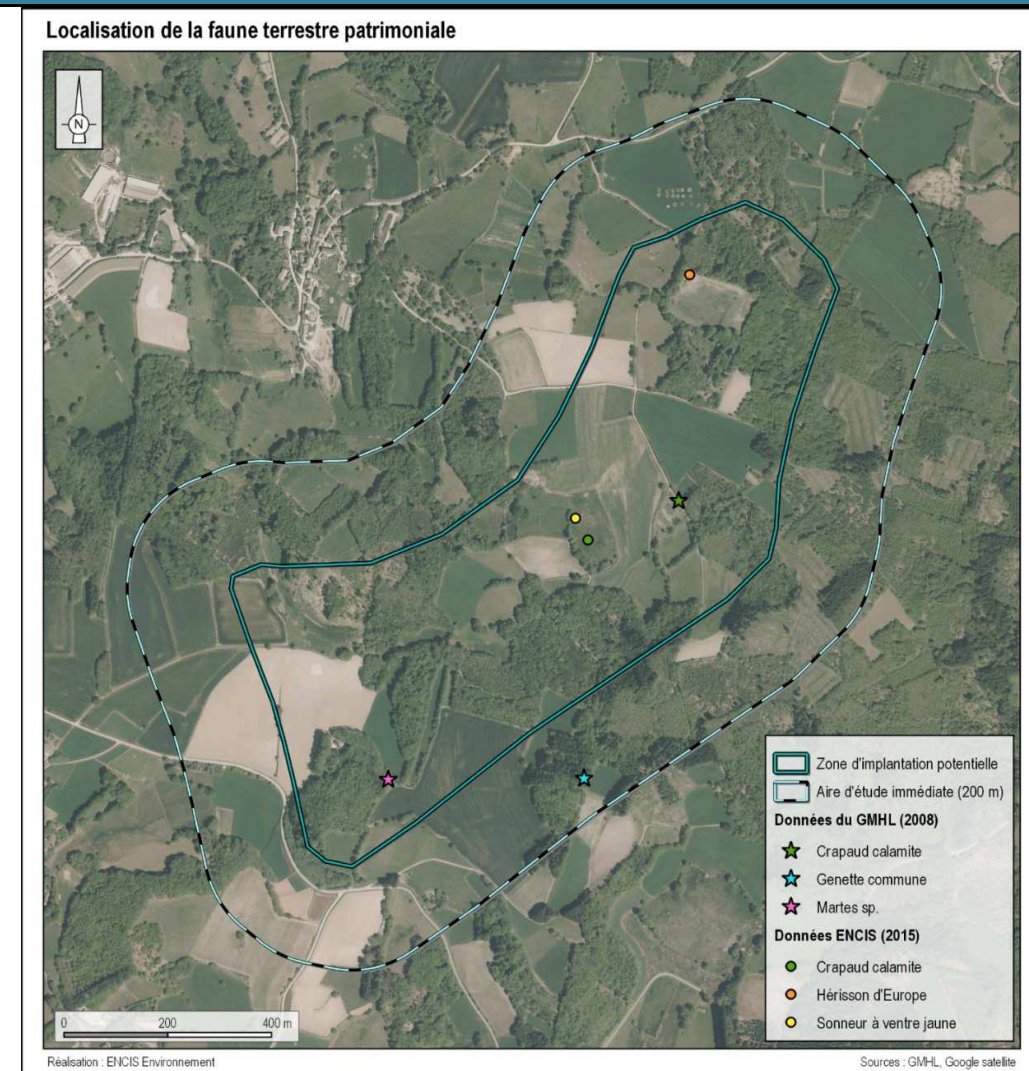 Localisation de la faune terrestre patrimoniale
N
Zone d'implantation potentielle
Aire d'étude immédiate (200 m)
Données du GMHL (2008)
Crapaud calamite
Genette commune
Martes sp.
Données ENCIS (2015)
Crapaud calamite
Hérisson d'Europe
Sonneur à ventre jaune
0 200 400 m
Réalisation : ENCIS Environnement
Sources : GMHL, Google satellite